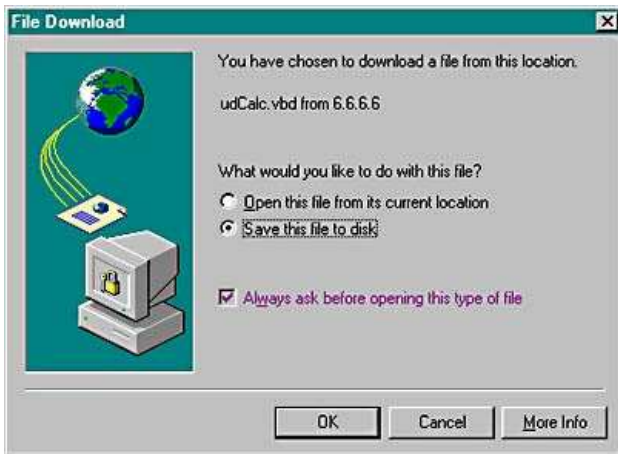 File Download
You have chosen to download a file from this location.
udCalc.vbd from 6.6.6.6
What would you like to do with this file?
Open this file from its current location
Save this file to disk
Always ask before opening this type of file
OK Cancel More Info